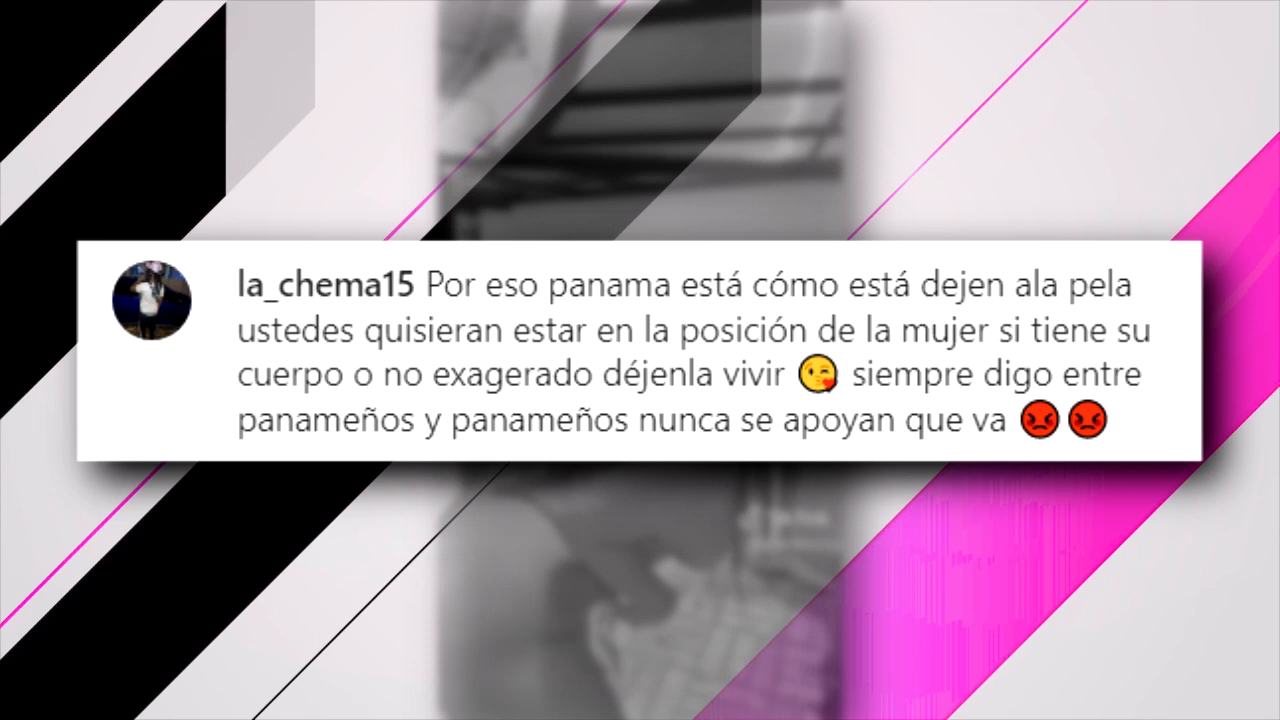 la_chema15 Por eso panama está cómo está dejen ala pela
ustedes quisieran estar en la posición de la mujer si tiene su
cuerpo o no exagerado déjenla vivir 😘 siempre digo entre
panameños y panameños nunca se apoyan que va 😡😡